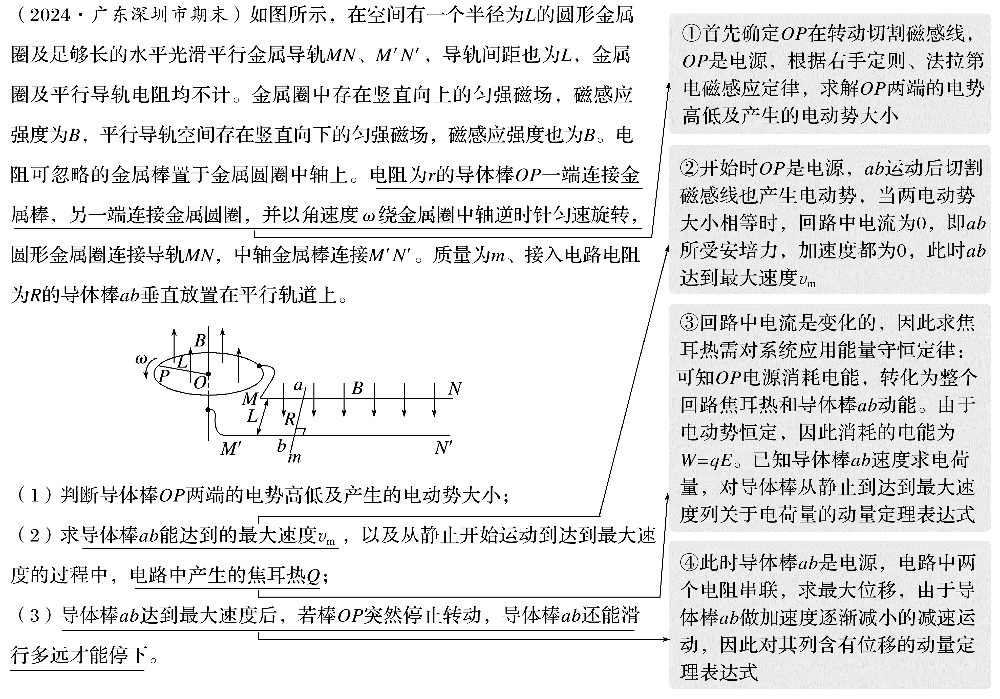 （2024·广东深圳市期末）如图所示，在空间有一个半径为L的圆形金属
圈及足够长的水平光滑平行金属导轨MN、M′N′，导轨间距也为L，金属
圈及平行导轨电阻均不计。金属圈中存在竖直向上的匀强磁场，磁感应
强度为B，平行导轨空间存在竖直向下的匀强磁场，磁感应强度也为B。电
阻可忽略的金属棒置于金属圆圈中轴上。电阻为r的导体棒OP一端连接金
属棒，另一端连接金属圆圈，并以角速度ω绕金属圈中轴逆时针匀速旋转，
圆形金属圈连接导轨MN，中轴金属棒连接M′N′。质量为m、接入电路电阻
为R的导体棒ab垂直放置在平行轨道上。
B
ω
L
P
O
a
B
N
M
L
R
M′
b
m
N′
（1）判断导体棒OP两端的电势高低及产生的电动势大小；
（2）求导体棒ab能达到的最大速度vₘ，以及从静止开始运动到达到最大速
度的过程中，电路中产生的焦耳热Q；
（3）导体棒ab达到最大速度后，若棒OP突然停止转动，导体棒ab还能滑
行多远才能停下。
①首先确定OP在转动切割磁感线，
OP是电源，根据右手定则、法拉第
电磁感应定律，求解OP两端的电势
高低及产生的电动势大小
②开始时OP是电源，ab运动后切割
磁感线也产生电动势，当两电动势
大小相等时，回路中电流为0，即ab
所受安培力，加速度都为0，此时ab
达到最大速度vₘ
③回路中电流是变化的，因此求焦
耳热需对系统应用能量守恒定律：
可知OP电源消耗电能，转化为整个
回路焦耳热和导体棒ab动能。由于
电动势恒定，因此消耗的电能为
W=qE。已知导体棒ab速度求电荷
量，对导体棒从静止到达到最大速
度列关于电荷量的动量定理表达式
④此时导体棒ab是电源，电路中两
个电阻串联，求最大位移，由于导
体棒ab做加速度逐渐减小的减速运
动，因此对其列含有位移的动量定
理表达式